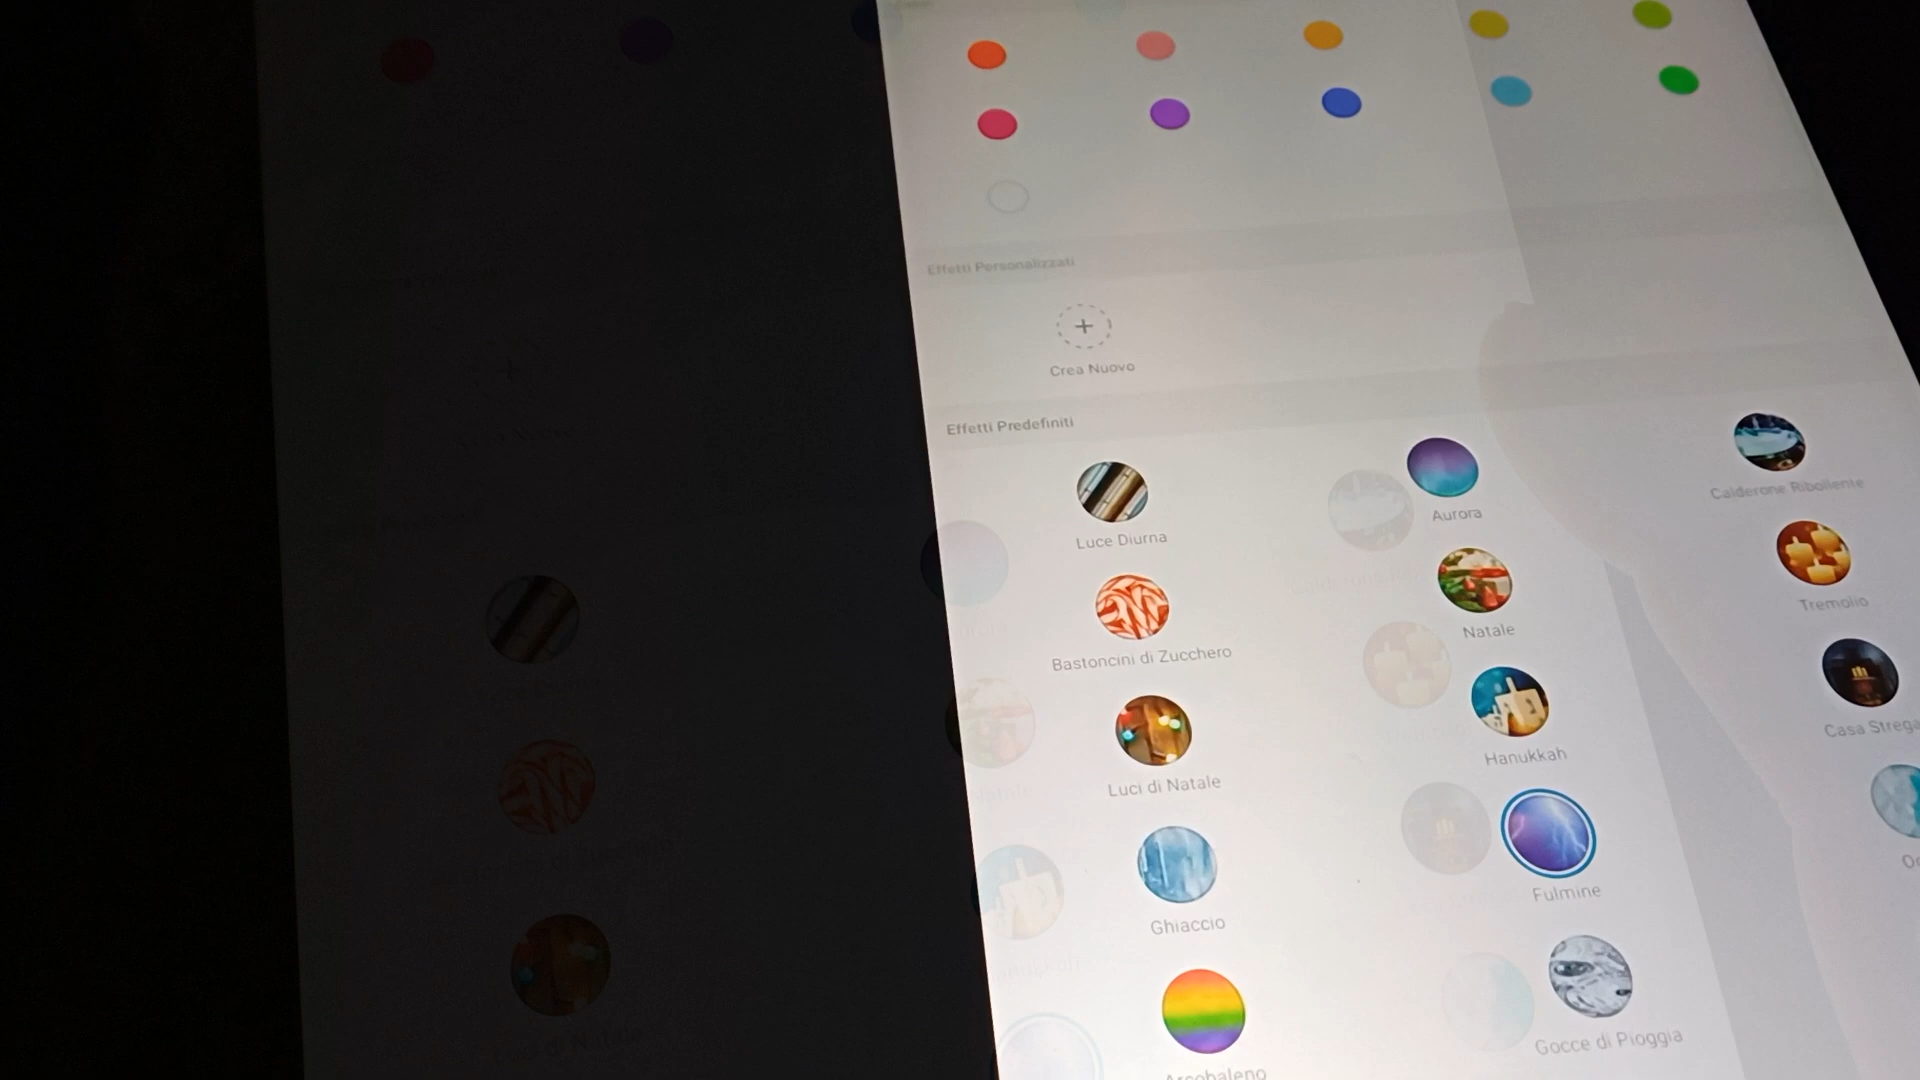 Effetti Personalizzati
Crea Nuovo
Effetti Predefiniti
Luce Diurna
Aurora
Calderone Ribollente
Bastoncini di Zucchero
Natale
Tremolio
Luci di Natale
Hanukkah
Casa Strega
Ghiaccio
Fulmine
Arcobaleno
Gocce di Pioggia